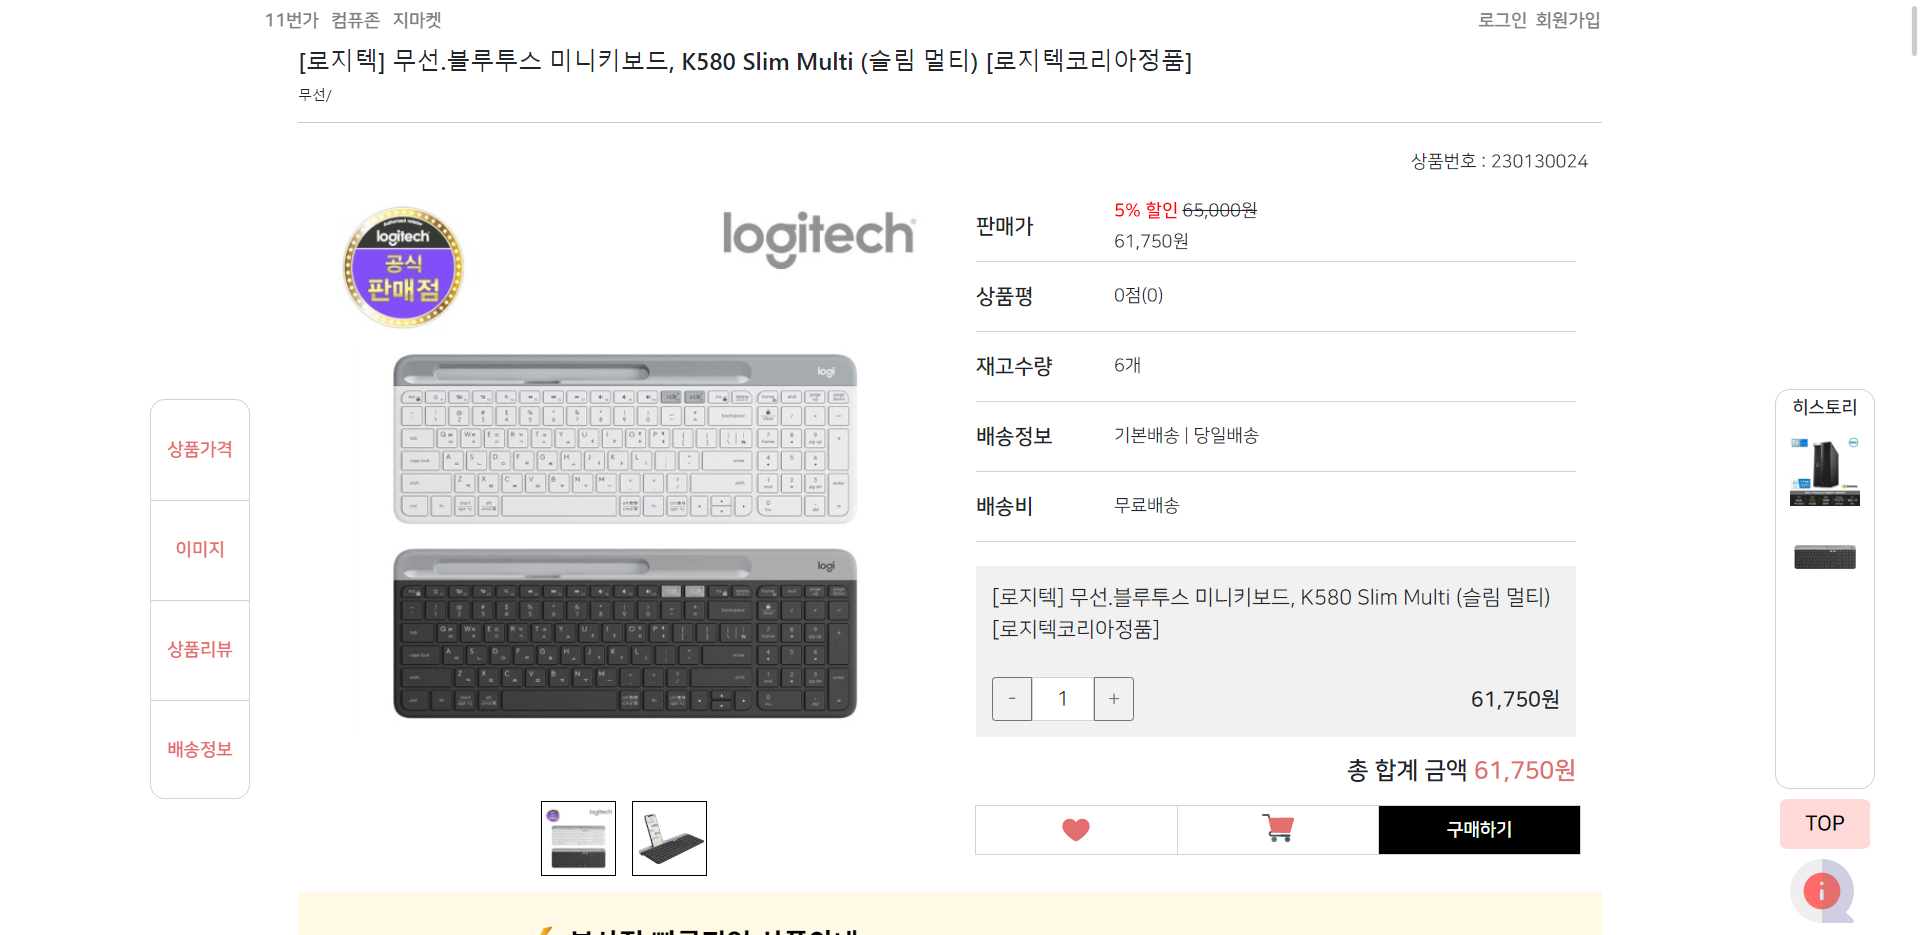 11번가 컴퓨존 지마켓
로그인 회원가입
[로지텍] 무선.블루투스 미니키보드, K580 Slim Multi (슬림 멀티) [로지텍코리아정품]
무선/
상품번호 : 230130024
logitech
공식
판매점
logitech
logi
logi
판매가
5% 할인 65,000원
61,750원
상품평
0점(0)
재고수량
6개
배송정보
기본배송 | 당일배송
배송비
무료배송
[로지텍] 무선.블루투스 미니키보드, K580 Slim Multi (슬림 멀티)
[로지텍코리아정품]
- 1 +
61,750원
총 합계 금액 61,750원
구매하기
상품가격
이미지
상품리뷰
배송정보
히스토리
TOP